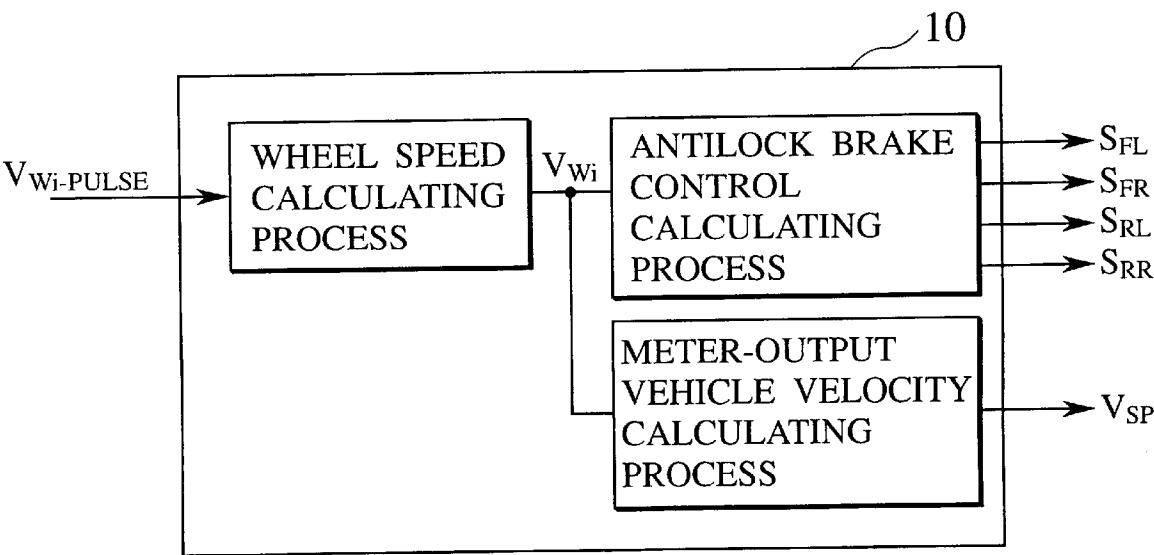 10
V_Wi-PULSE
WHEEL SPEED
CALCULATING
PROCESS
V_Wi
ANTILOCK BRAKE
CONTROL
CALCULATING
PROCESS
S_FL
S_FR
S_RL
S_RR
METER-OUTPUT
VEHICLE VELOCITY
CALCULATING
PROCESS
V_SP